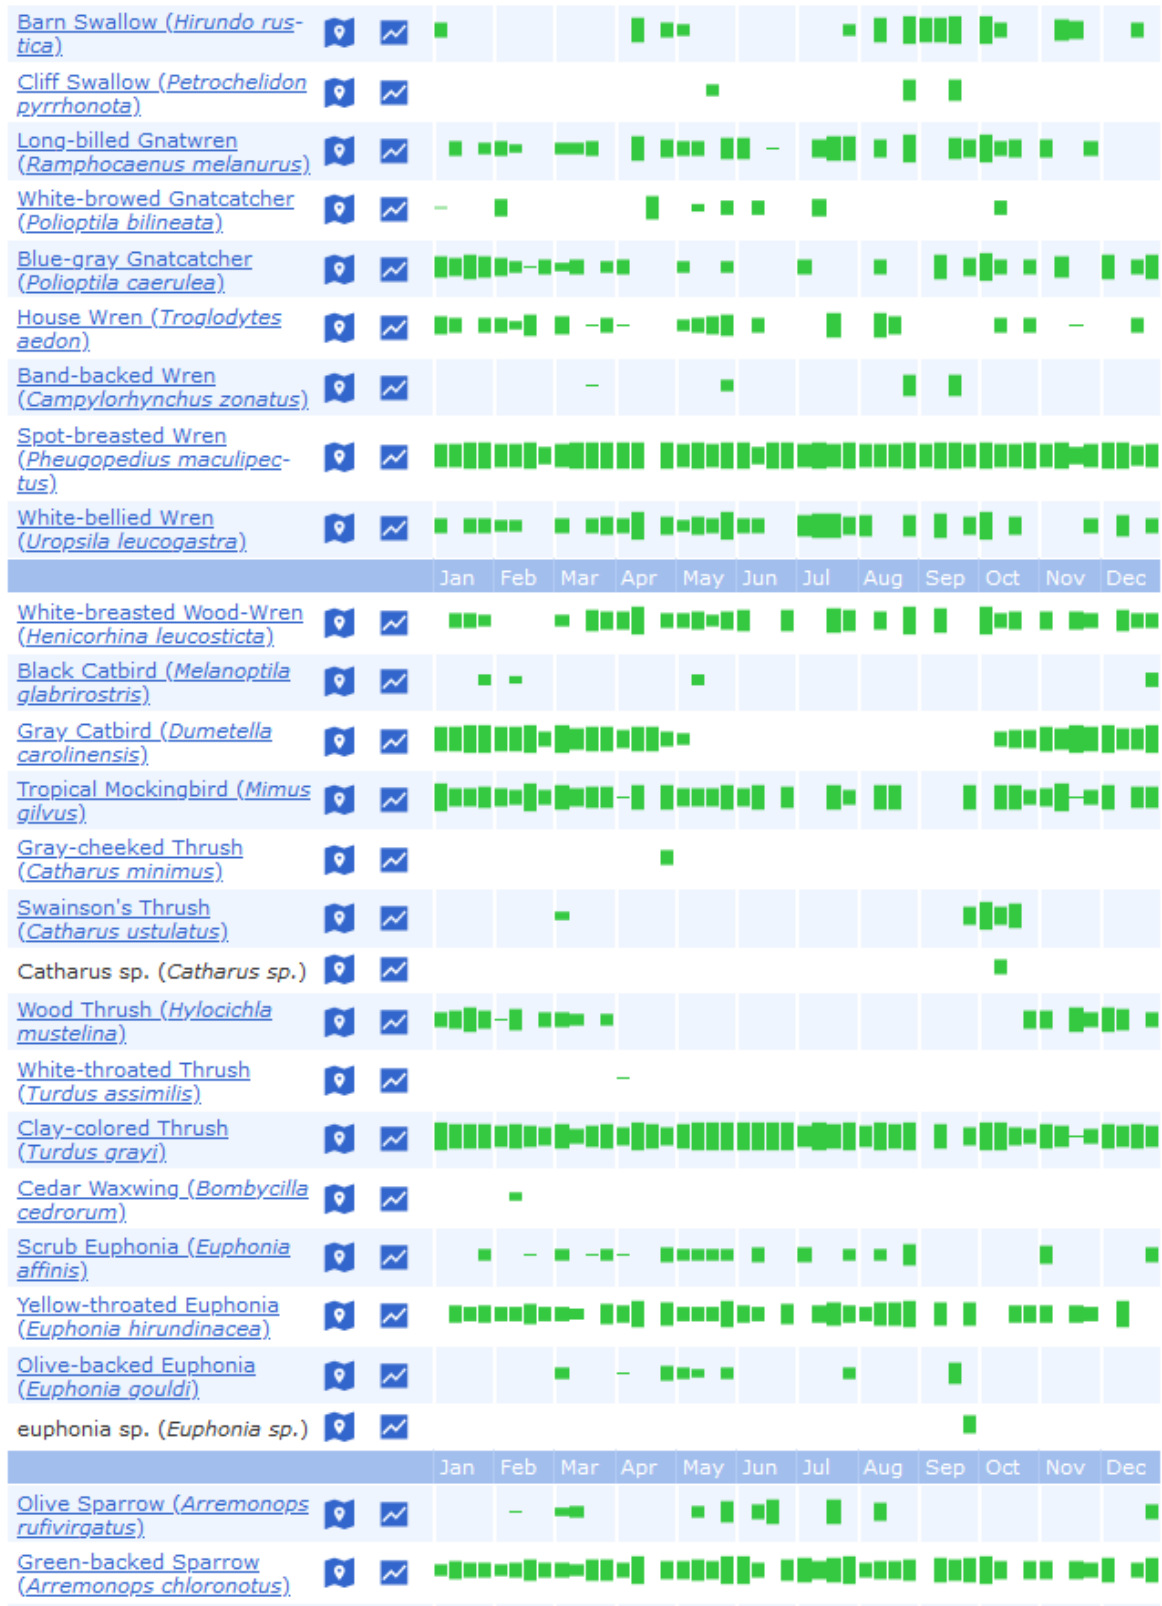 Barn Swallow (Hirundo rus-
tica)
Cliff Swallow (Petrochelidon
pyrrhonota)
Long-billed Gnatwren
(Ramphocaenus melanurus)
White-browed Gnatcatcher
(Polioptila bilineata)
Blue-gray Gnatcatcher
(Polioptila caerulea)
House Wren (Troglodytes
aedon)
Band-backed Wren
(Campylorhynchus zonatus)
Spot-breasted Wren
(Pheugopedius maculipec-
tus)
White-bellied Wren
(Uropsila leucogastra)
Jan Feb Mar Apr May Jun Jul Aug Sep Oct Nov Dec
White-breasted Wood-Wren
(Henicorhina leucosticta)
Black Catbird (Melanoptila
glabrirostris)
Gray Catbird (Dumetella
carolinensis)
Tropical Mockingbird (Mimus
gilvus)
Gray-cheeked Thrush
(Catharus minimus)
Swainson's Thrush
(Catharus ustulatus)
Catharus sp. (Catharus sp.)
Wood Thrush (Hylocichla
mustelina)
White-throated Thrush
(Turdus assimilis)
Clay-colored Thrush
(Turdus grayi)
Cedar Waxwing (Bombycilla
cedrorum)
Scrub Euphonia (Euphonia
affinis)
Yellow-throated Euphonia
(Euphonia hirundinacea)
Olive-backed Euphonia
(Euphonia gouldi)
euphonia sp. (Euphonia sp.)
Jan Feb Mar Apr May Jun Jul Aug Sep Oct Nov Dec
Olive Sparrow (Arremonops
rufivirgatus)
Green-backed Sparrow
(Arremonops chloronotus)